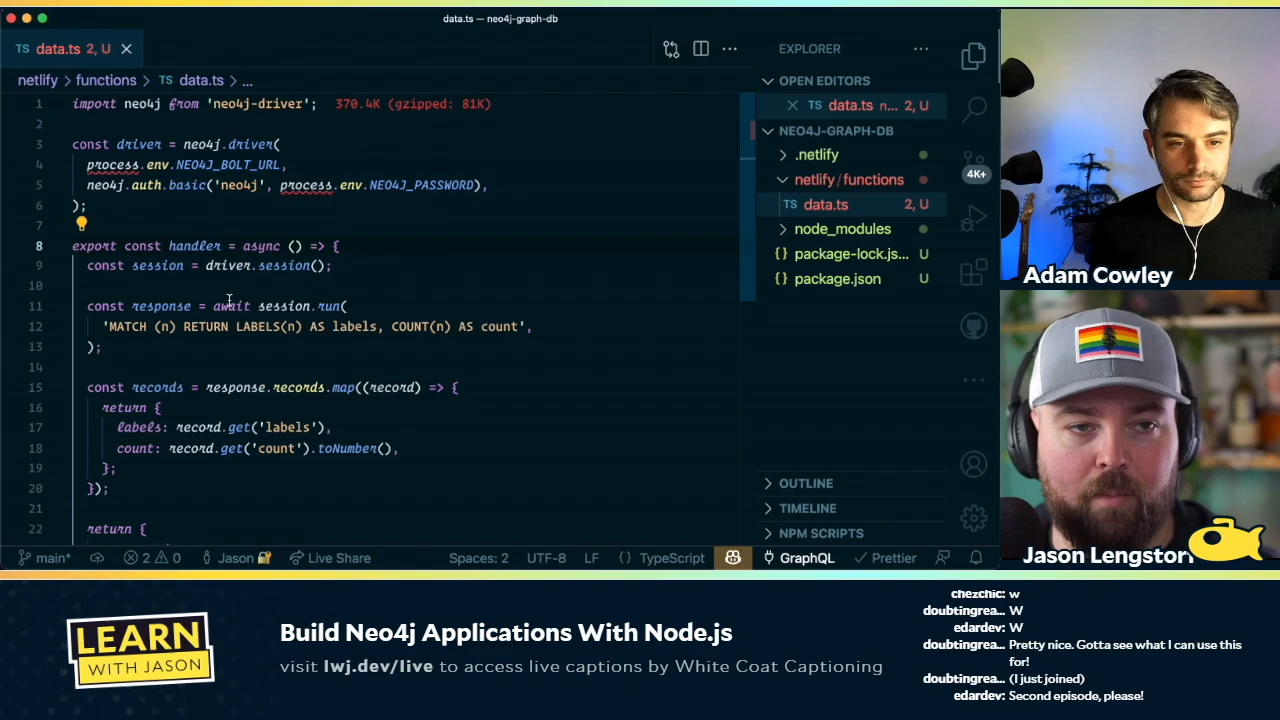 data.ts — neo4j-graph-db
TS data.ts 2, U
netlify > functions > TS data.ts > ...
1 import neo4j from 'neo4j-driver'; 370.4K (gzipped: 81K)
2
3 const driver = neo4j.driver(
4 process.env.NEO4J_BOLT_URL,
5 neo4j.auth.basic('neo4j', process.env.NEO4J_PASSWORD),
6 );
7
8 export const handler = async () => {
9 const session = driver.session();
10
11 const response = await session.run(
12 'MATCH (n) RETURN LABELS(n) AS labels, COUNT(n) AS count',
13 );
14
15 const records = response.records.map((record) => {
16 return {
17 labels: record.get('labels'),
18 count: record.get('count').toNumber(),
19 };
20 });
21
22 return {
EXPLORER
OPEN EDITORS
TS data.ts n... 2, U
NEO4J-GRAPH-DB
.netlify
netlify/functions
TS data.ts 2, U
node_modules
{} package-lock.js... U
{} package.json U
OUTLINE
TIMELINE
NPM SCRIPTS
4K+
main* 2 0 Jason Live Share Spaces: 2 UTF-8 LF {} TypeScript GraphQL Prettier
Adam Cowley
Jason Lengstorf
LEARN
WITH JASON
Build Neo4j Applications With Node.js
visit lwj.dev/live to access live captions by White Coat Captioning
chezchic: w
doubtingrea... W
edardev: W
doubtingrea... Pretty nice. Gotta see what I can use this
for!
doubtingrea... (I just joined)
edardev: Second episode, please!